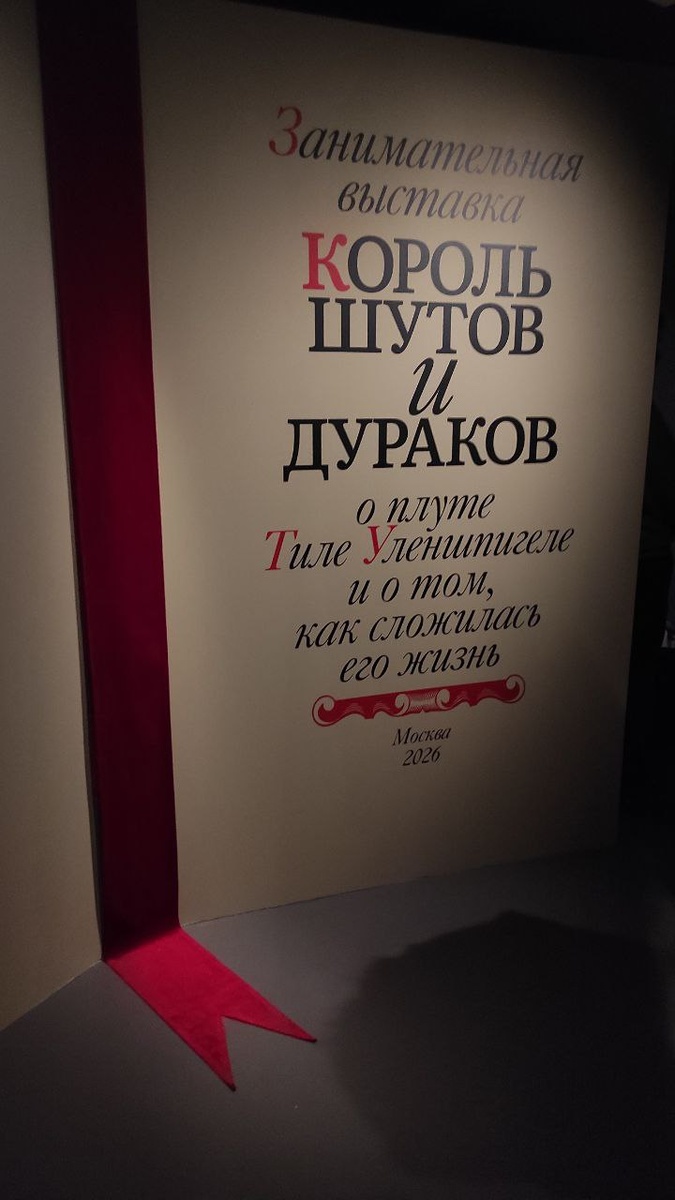 Занимательная
выставка
КОРОЛЬ
ШУТОВ
и
ДУРАКОВ
о плуте
Тиле Уленшпигеле
и о том,
как сложилась
его жизнь
Москва
2026